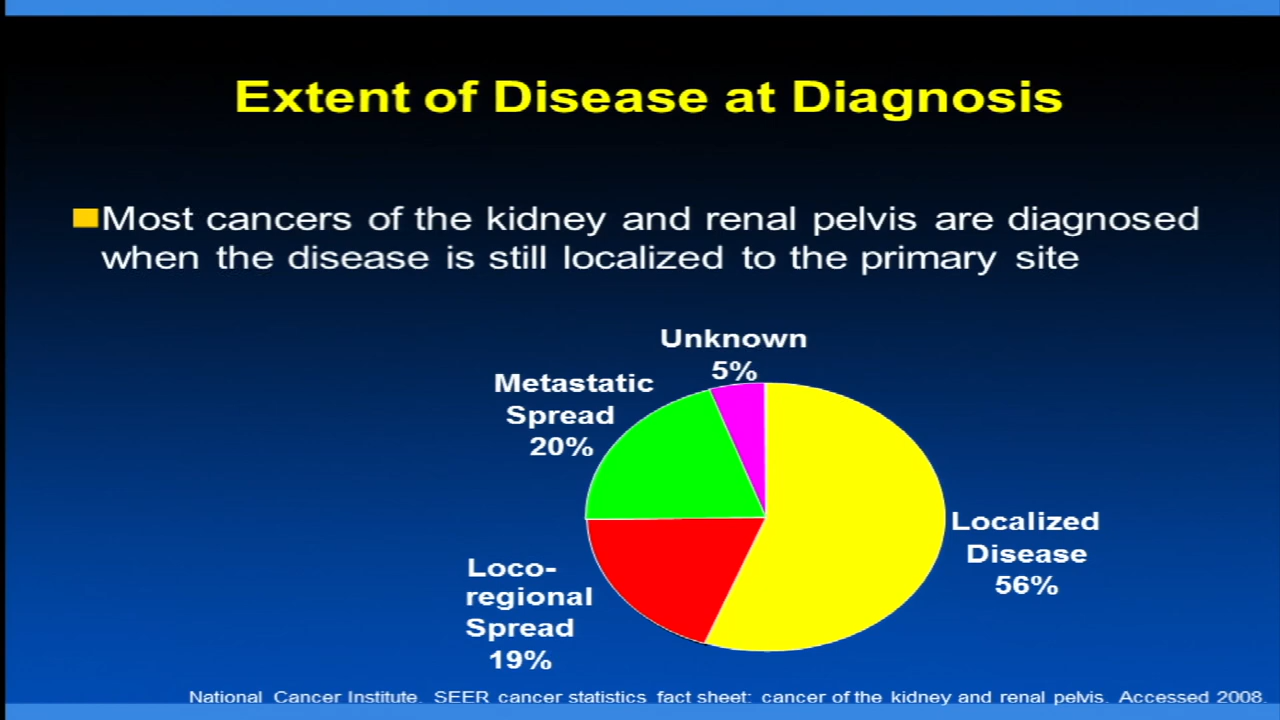 Extent of Disease at Diagnosis
Most cancers of the kidney and renal pelvis are diagnosed
when the disease is still localized to the primary site
Unknown
5%
Metastatic
Spread
20%
Localized
Disease
56%
Loco-
regional
Spread
19%
National Cancer Institute. SEER cancer statistics fact sheet: cancer of the kidney and renal pelvis. Accessed 2008.